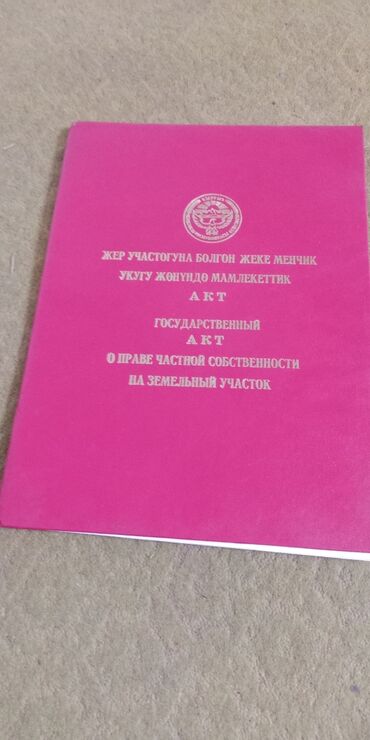 ЖЕР УЧАСТОГУНА БОЛГОН ЖЕКЕ МЕНЧИК
УКУГУ ЖӨНҮНДӨ МАМЛЕКЕТТИК
АКТ
ГОСУДАРСТВЕННЫЙ
АКТ
О ПРАВЕ ЧАСТНОЙ СОБСТВЕННОСТИ
НА ЗЕМЕЛЬНЫЙ УЧАСТОК